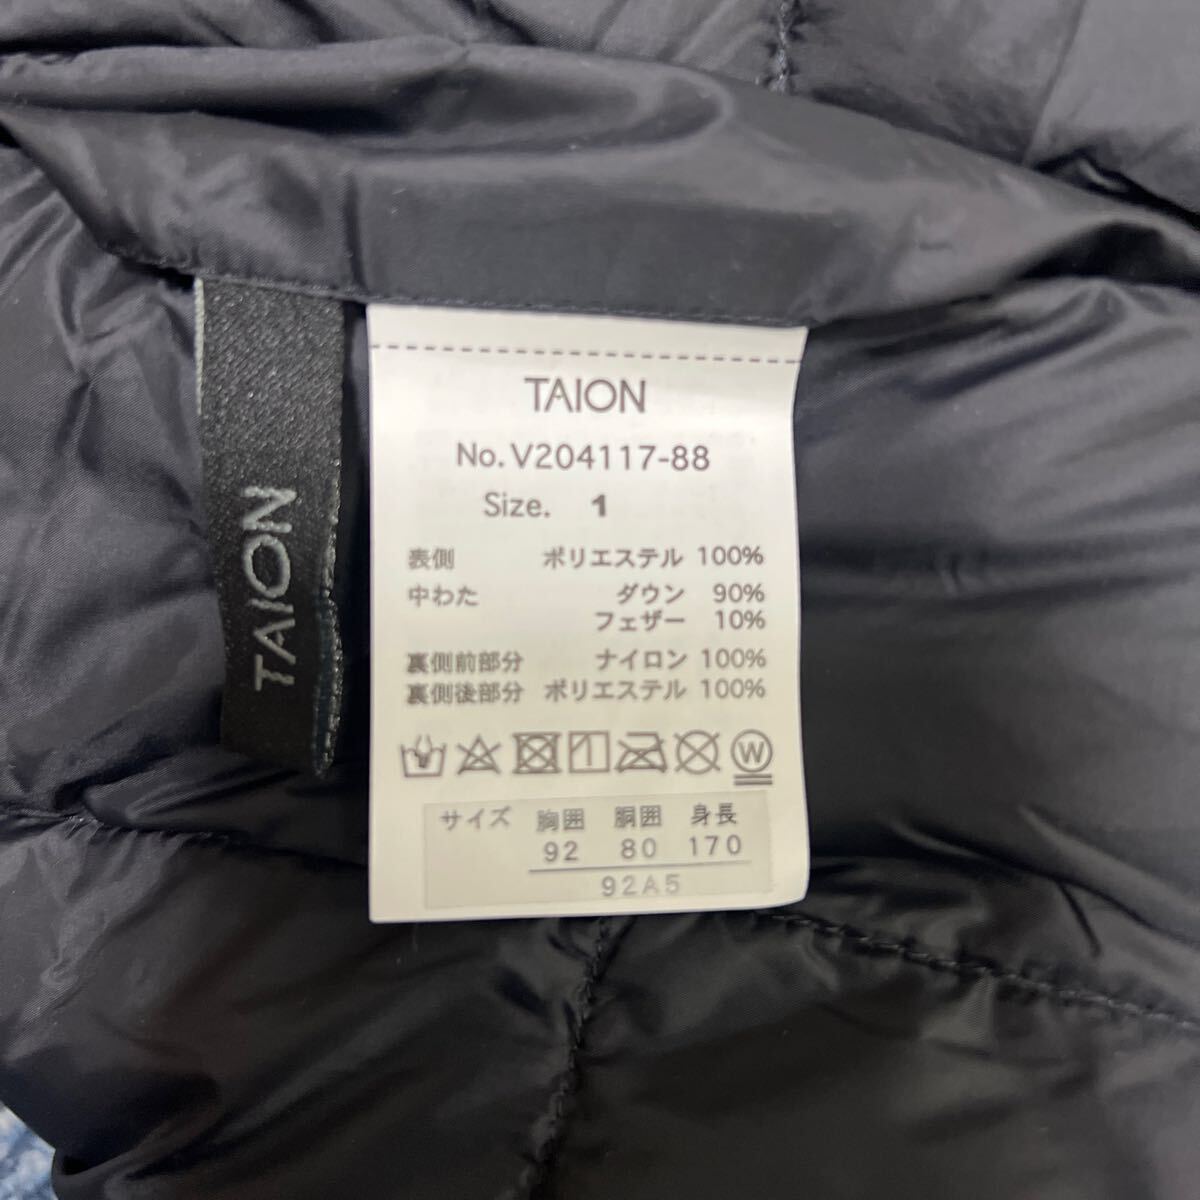 TAION
TAION
No. V204117-88
Size. 1
表側 ポリエステル 100%
中わた ダウン 90%
フェザー 10%
裏側前部分 ナイロン 100%
裏側後部分 ポリエステル 100%
W
サイズ 胸囲 胴囲 身長
92 80 170
92A5